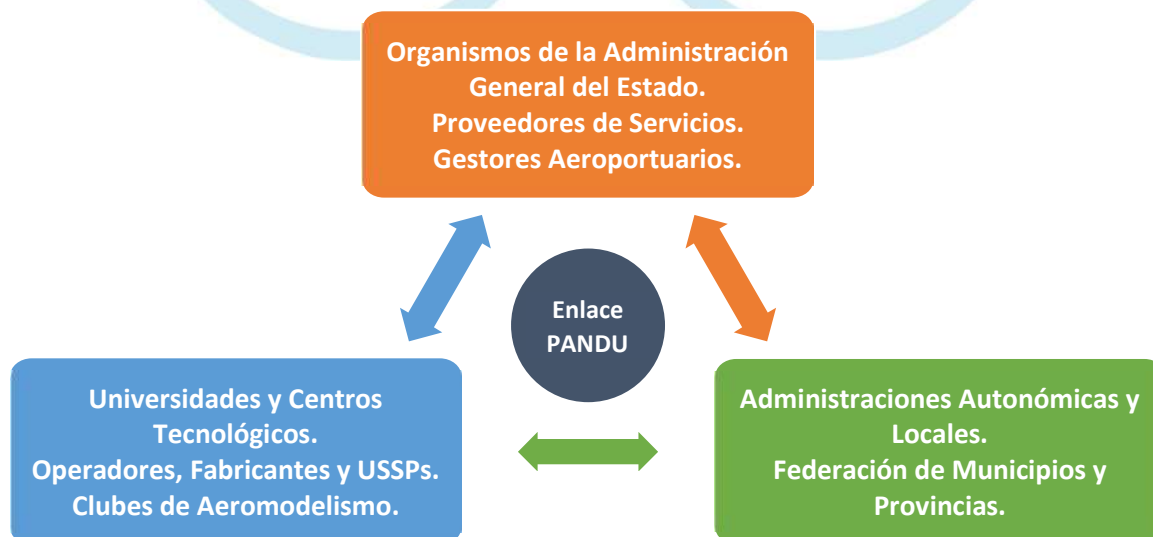 Organismos de la Administración
General del Estado.
Proveedores de Servicios.
Gestores Aeroportuarios.
Enlace
PANDU
Universidades y Centros
Tecnológicos.
Operadores, Fabricantes y USSPs.
Clubes de Aeromodelismo.
Administraciones Autonómicas y
Locales.
Federación de Municipios y
Provincias.